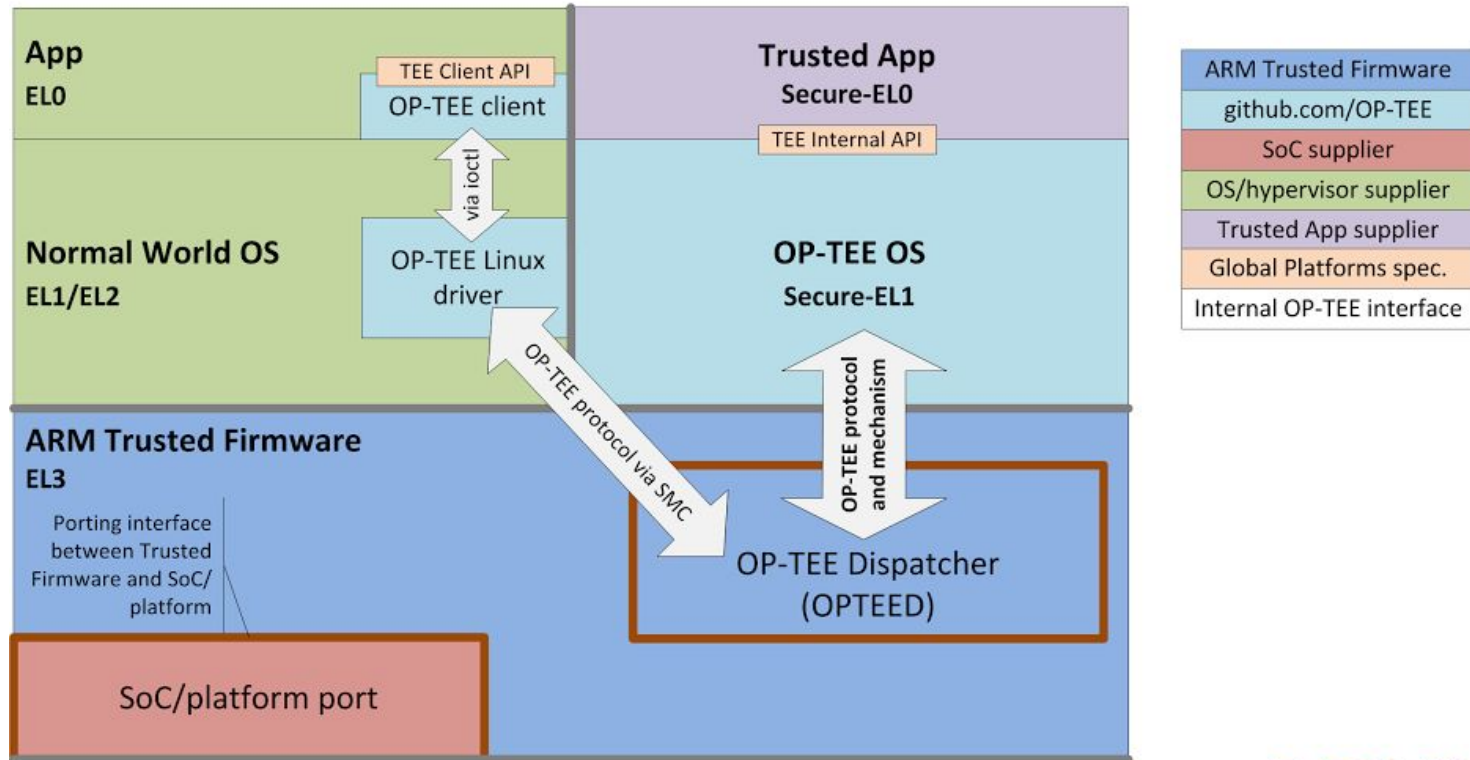 App
EL0
TEE Client API
OP-TEE client
via ioctl
Normal World OS
EL1/EL2
OP-TEE Linux
driver
Trusted App
Secure-EL0
TEE Internal API
OP-TEE OS
Secure-EL1
OP-TEE protocol via SMC
OP-TEE protocol
and mechanism
ARM Trusted Firmware
EL3
Porting interface
between Trusted
Firmware and SoC/
platform
OP-TEE Dispatcher
(OPTEED)
SoC/platform port
ARM Trusted Firmware
github.com/OP-TEE
SoC supplier
OS/hypervisor supplier
Trusted App supplier
Global Platforms spec.
Internal OP-TEE interface